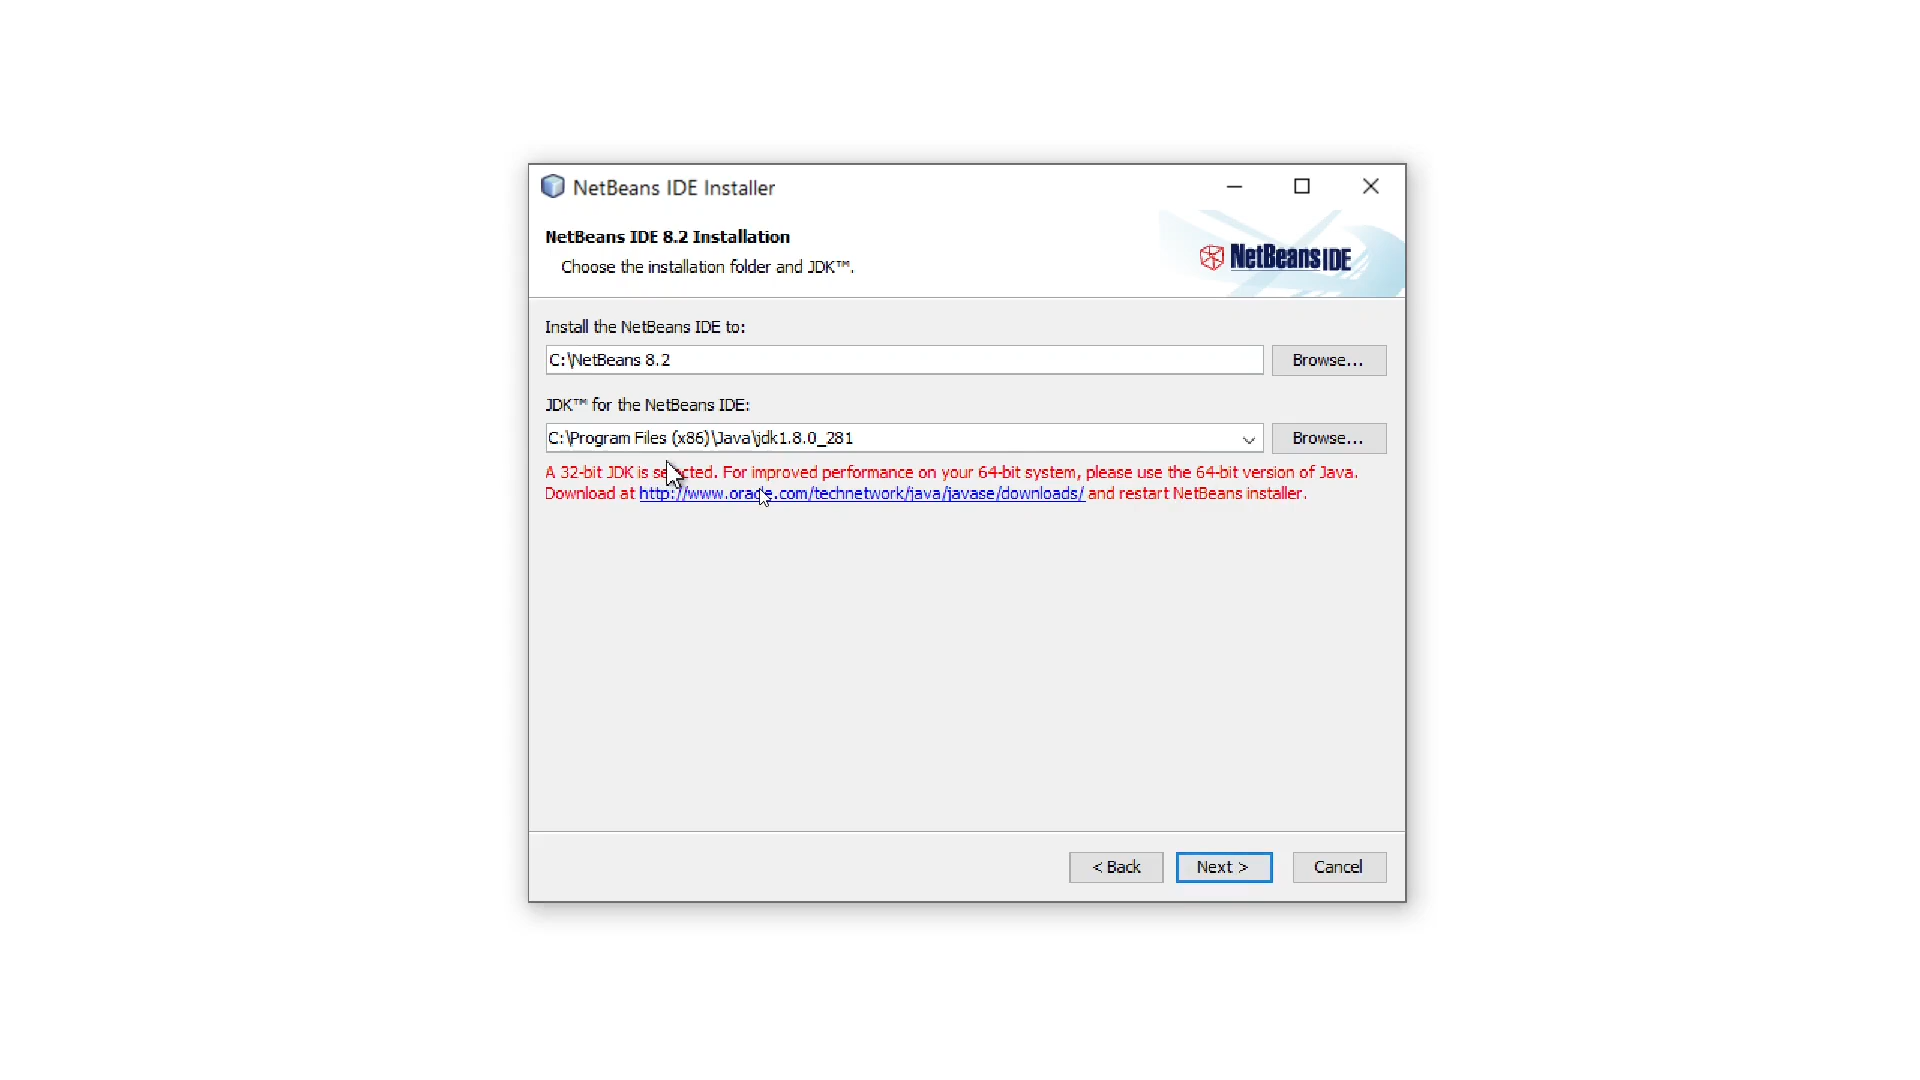 NetBeans IDE Installer
NetBeans IDE 8.2 Installation
Choose the installation folder and JDK™.
NetBeans IDE
Install the NetBeans IDE to:
C:\NetBeans 8.2
Browse...
JDK™ for the NetBeans IDE:
C:\Program Files (x86)\Java\jdk1.8.0_281
Browse...
A 32-bit JDK is selected. For improved performance on your 64-bit system, please use the 64-bit version of Java.
Download at http://www.oracle.com/technetwork/java/javase/downloads/ and restart NetBeans installer.
< Back
Next >
Cancel